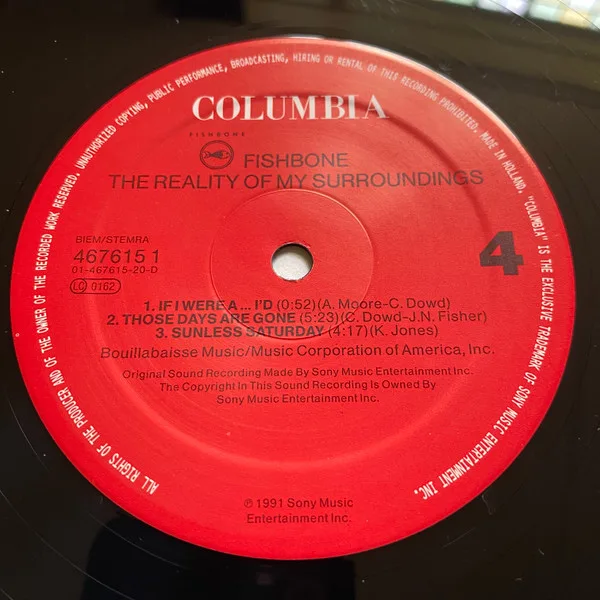 ALL RIGHTS OF THE PRODUCER AND OF THE OWNER OF THE RECORDED WORK RESERVED. UNAUTHORIZED COPYING, PUBLIC PERFORMANCE, BROADCASTING, HIRING OR RENTAL OF THIS RECORDING PROHIBITED. MADE IN HOLLAND. "COLUMBIA" IS THE EXCLUSIVE TRADEMARK OF SONY MUSIC ENTERTAINMENT INC.
COLUMBIA
FISHBONE
FISHBONE
THE REALITY OF MY SURROUNDINGS
BIEM/STEMRA
467615 1
01-467615-20-D
LC 0162
4
1. IF I WERE A... I'D (0:52)(A. Moore-C. Dowd)
2. THOSE DAYS ARE GONE (5:23)(C. Dowd-J.N. Fisher)
3. SUNLESS SATURDAY (4:17)(K. Jones)
Bouillabaisse Music/Music Corporation of America, Inc.
Original Sound Recording Made By Sony Music Entertainment Inc.
The Copyright In This Sound Recording Is Owned By
Sony Music Entertainment Inc.
℗ 1991 Sony Music
Entertainment Inc.